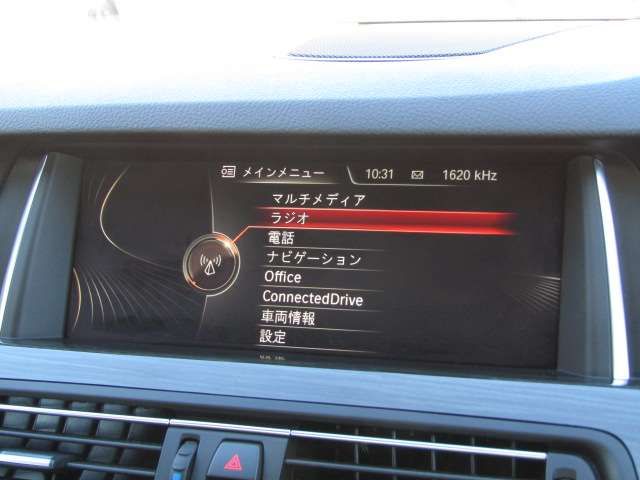 メインメニュー 10:31 1620 kHz
マルチメディア
ラジオ
電話
ナビゲーション
Office
ConnectedDrive
車両情報
設定